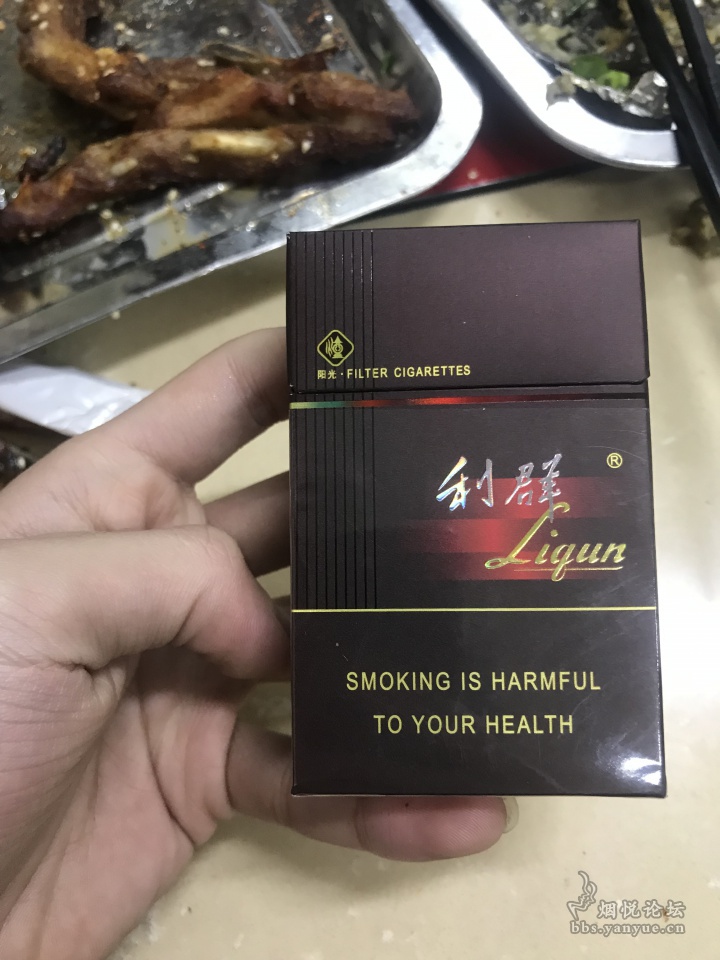 阳光·FILTER CIGARETTES
利群
®
Liqun
SMOKING IS HARMFUL
TO YOUR HEALTH
烟悦论坛
bbs.yanyue.cn